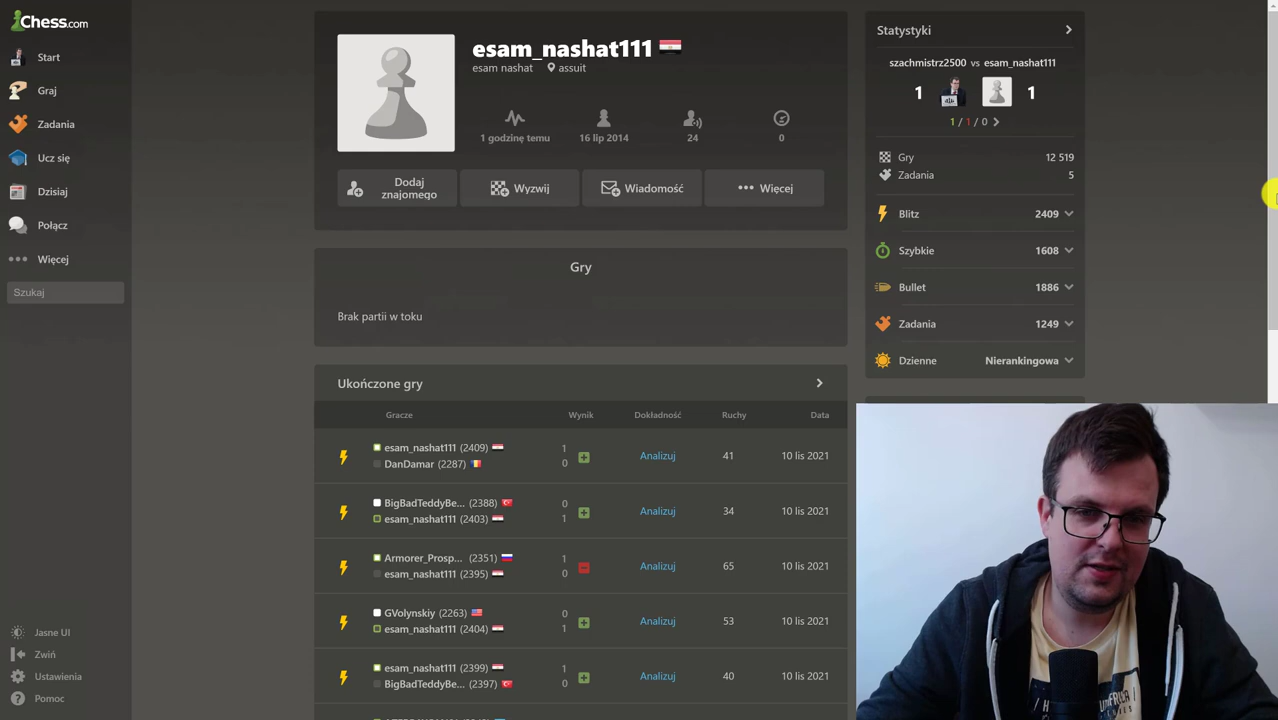 Chess.com
Start
Graj
Zadania
Ucz się
Dzisiaj
Połącz
Więcej
Szukaj
Jasne UI
Zwiń
Ustawienia
Pomoc
esam_nashat111
esam nashat assuit
1 godzinę temu
16 lip 2014
24
0
Dodaj
znajomego
Wyzwij
Wiadomość
Więcej
Gry
Brak partii w toku
Ukończone gry
Gracze Wynik Dokładność Ruchy Data
esam_nashat111 (2409) 1
DanDamar (2287) 0
Analizuj 41 10 lis 2021
BigBadTeddyBe... (2388) 0
esam_nashat111 (2403) 1
Analizuj 34 10 lis 2021
Armorer_Prosp... (2351) 1
esam_nashat111 (2395) 0
Analizuj 65 10 lis 2021
GVolynskiy (2263) 0
esam_nashat111 (2404) 1
Analizuj 53 10 lis 2021
esam_nashat111 (2399) 1
BigBadTeddyBe... (2397) 0
Analizuj 40 10 lis 2021
Statystyki
szachmistrz2500 vs esam_nashat111
1 1
1 / 1 / 0
Gry 12 519
Zadania 5
Blitz 2409
Szybkie 1608
Bullet 1886
Zadania 1249
Dzienne Nierankingowa